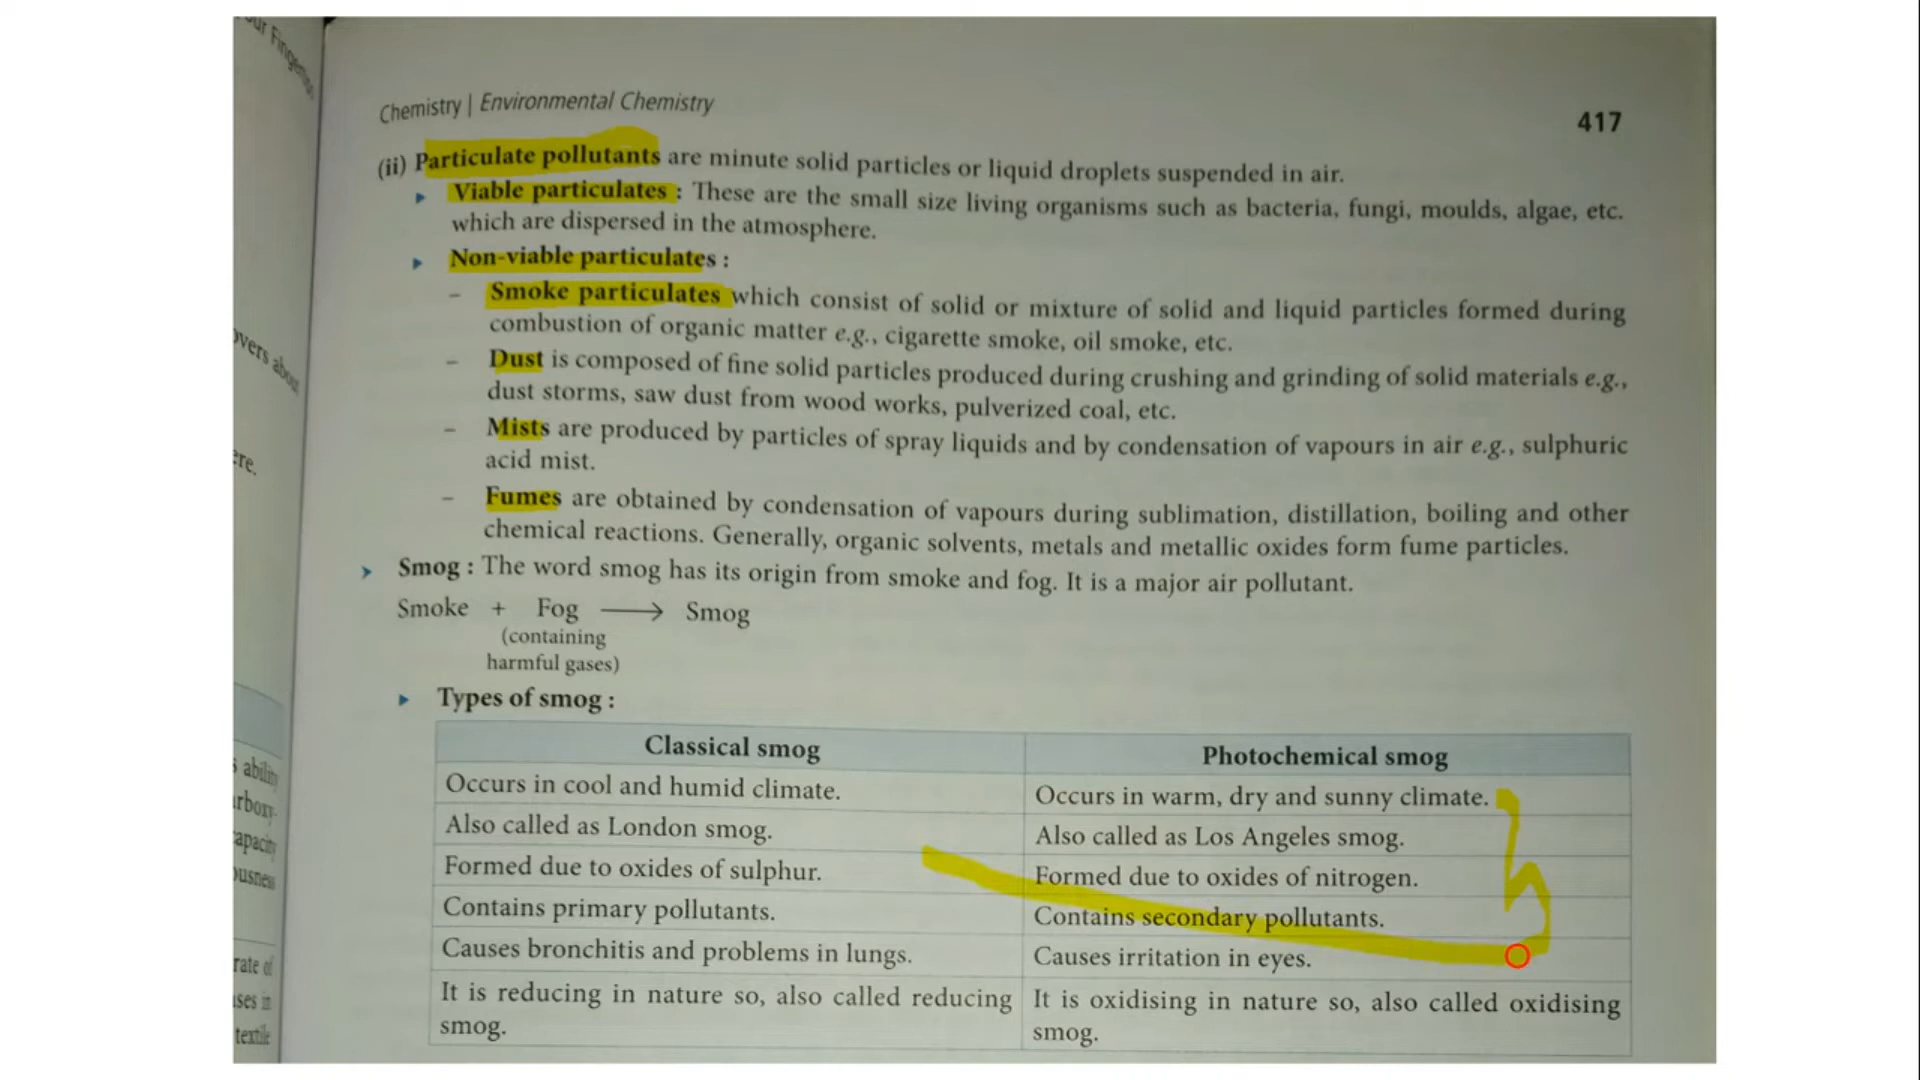 our Fingertips
Chemistry | Environmental Chemistry
417
(ii) Particulate pollutants are minute solid particles or liquid droplets suspended in air.
Viable particulates : These are the small size living organisms such as bacteria, fungi, moulds, algae, etc.
which are dispersed in the atmosphere.
Non-viable particulates :
– Smoke particulates which consist of solid or mixture of solid and liquid particles formed during
combustion of organic matter e.g., cigarette smoke, oil smoke, etc.
– Dust is composed of fine solid particles produced during crushing and grinding of solid materials e.g.,
dust storms, saw dust from wood works, pulverized coal, etc.
– Mists are produced by particles of spray liquids and by condensation of vapours in air e.g., sulphuric
acid mist.
– Fumes are obtained by condensation of vapours during sublimation, distillation, boiling and other
chemical reactions. Generally, organic solvents, metals and metallic oxides form fume particles.
Smog : The word smog has its origin from smoke and fog. It is a major air pollutant.
Smoke + Fog ⟶ Smog
(containing
harmful gases)
Types of smog :
Classical smog Photochemical smog
Occurs in cool and humid climate. Occurs in warm, dry and sunny climate.
Also called as London smog. Also called as Los Angeles smog.
Formed due to oxides of sulphur. Formed due to oxides of nitrogen.
Contains primary pollutants. Contains secondary pollutants.
Causes bronchitis and problems in lungs. Causes irritation in eyes.
It is reducing in nature so, also called reducing It is oxidising in nature so, also called oxidising
smog. smog.